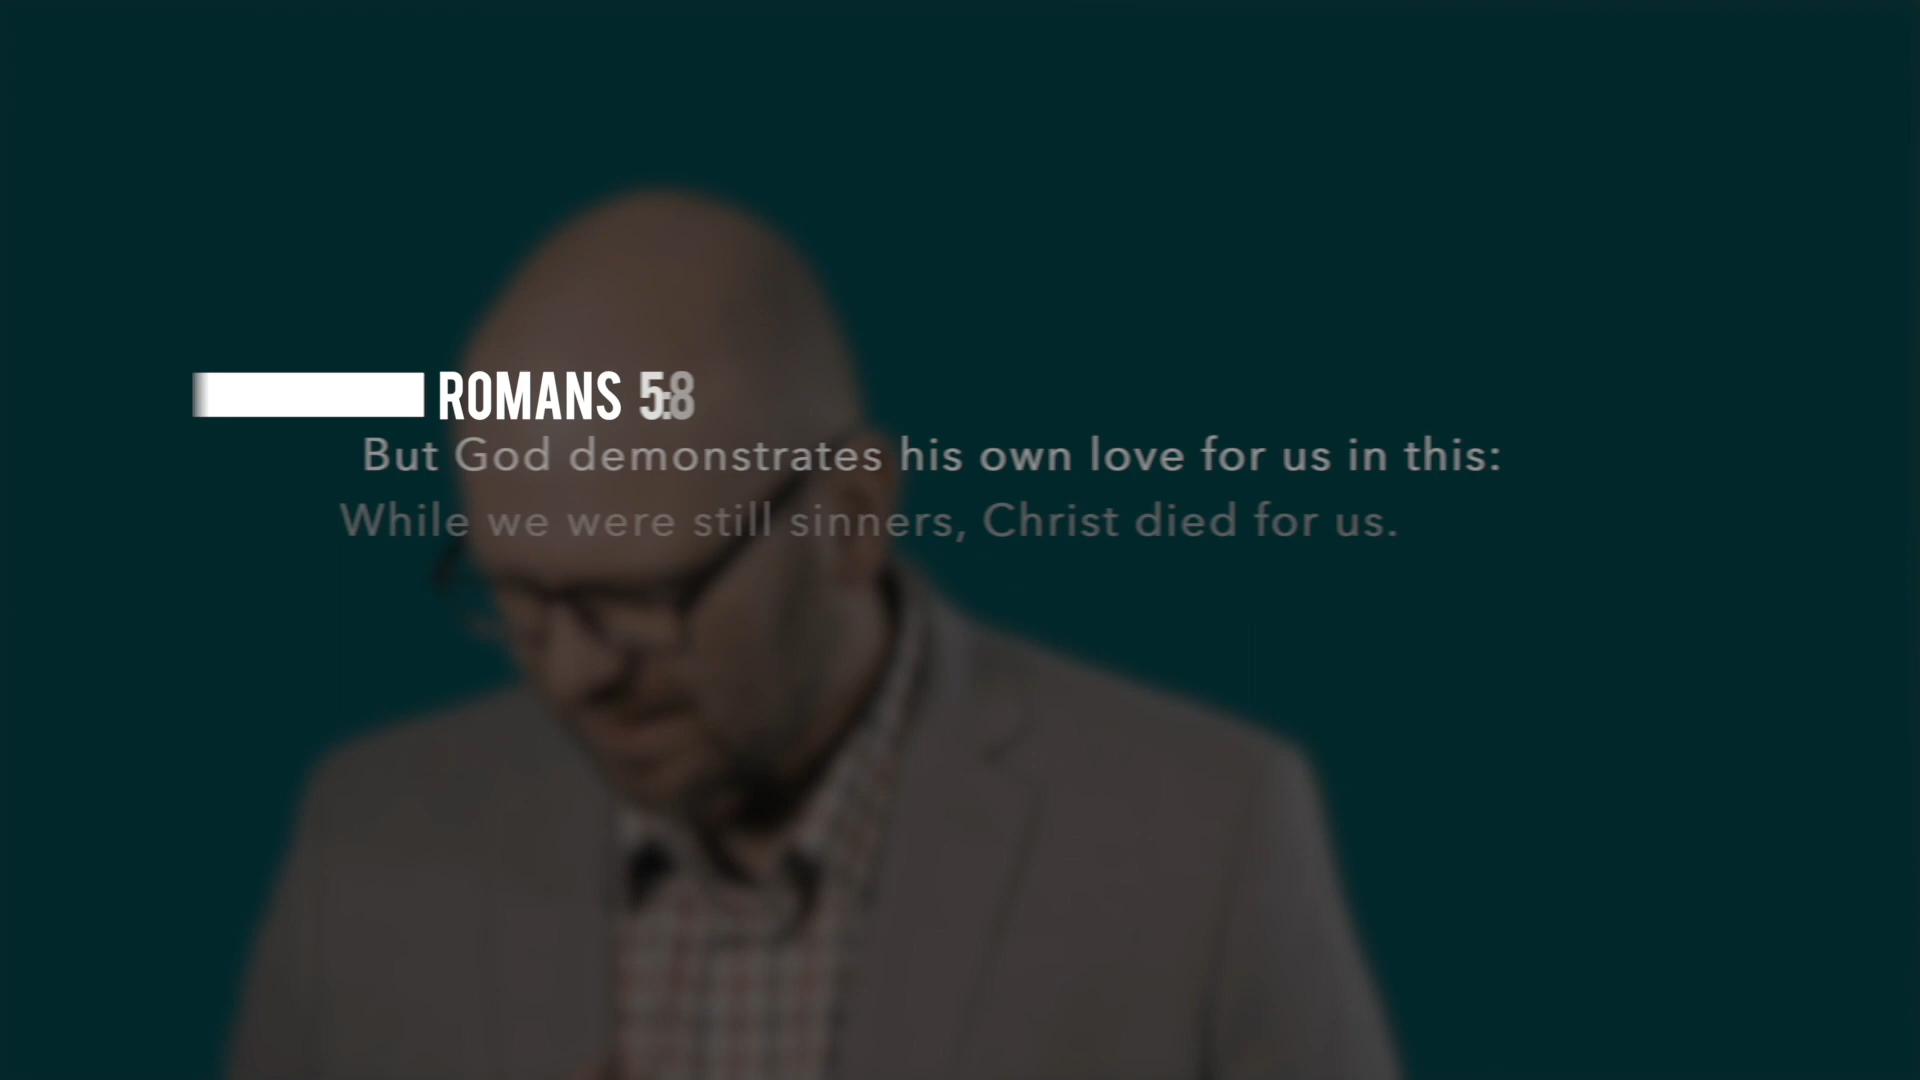 ROMANS 5:8
But God demonstrates his own love for us in this:
While we were still sinners, Christ died for us.